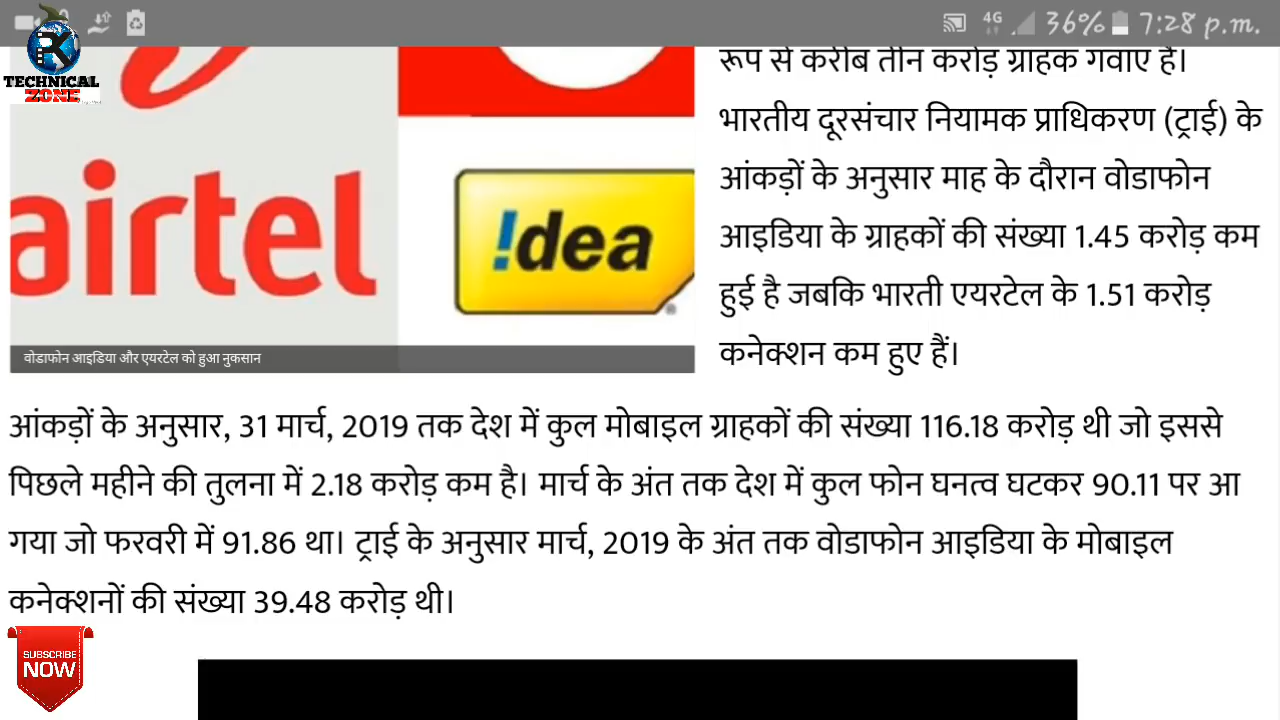 4G 36% 7:28 p.m.
TECHNICAL
ZONE
airtel
!dea
वोडाफोन आइडिया और एयरटेल को हुआ नुकसान
रूप से करीब तीन करोड़ ग्राहक गंवाए हैं।
भारतीय दूरसंचार नियामक प्राधिकरण (ट्राई) के
आंकड़ों के अनुसार माह के दौरान वोडाफोन
आइडिया के ग्राहकों की संख्या 1.45 करोड़ कम
हुई है जबकि भारती एयरटेल के 1.51 करोड़
कनेक्शन कम हुए हैं।
आंकड़ों के अनुसार, 31 मार्च, 2019 तक देश में कुल मोबाइल ग्राहकों की संख्या 116.18 करोड़ थी जो इससे
पिछले महीने की तुलना में 2.18 करोड़ कम है। मार्च के अंत तक देश में कुल फोन घनत्व घटकर 90.11 पर आ
गया जो फरवरी में 91.86 था। ट्राई के अनुसार मार्च, 2019 के अंत तक वोडाफोन आइडिया के मोबाइल
कनेक्शनों की संख्या 39.48 करोड़ थी।
SUBSCRIBE
NOW